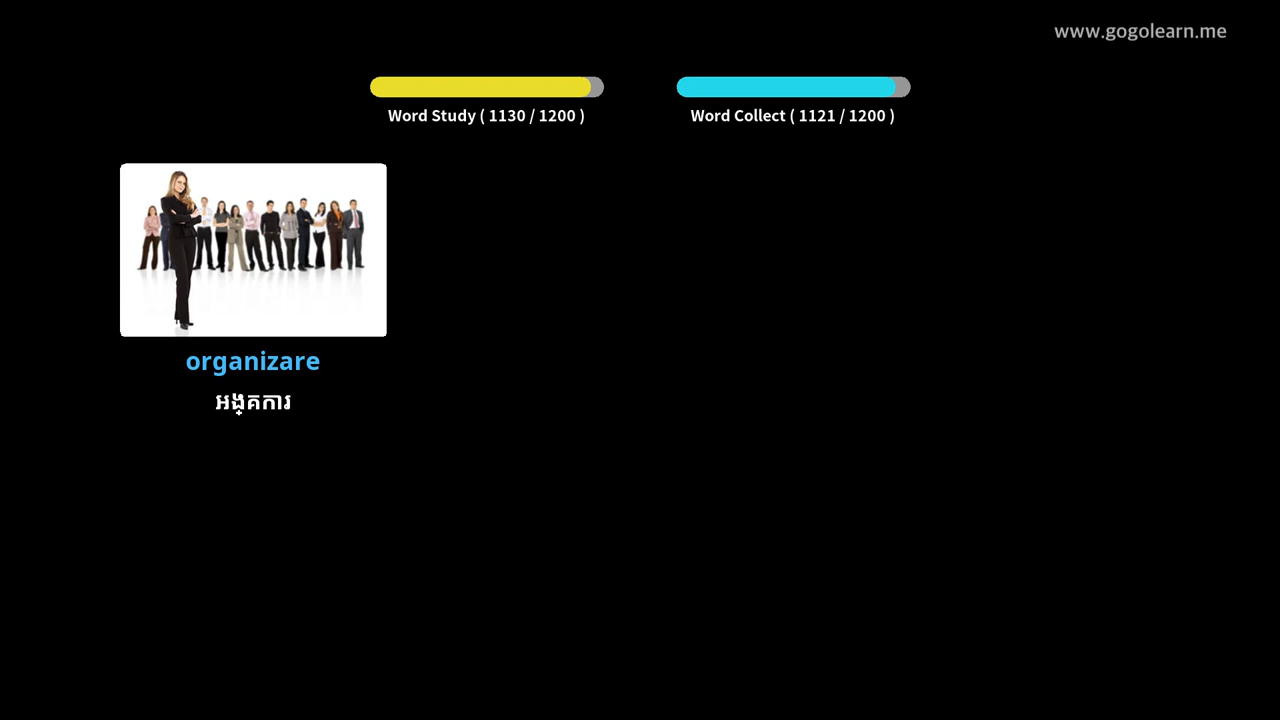 www.gogolearn.me
Word Study ( 1130 / 1200 )
Word Collect ( 1121 / 1200 )
organizare
អង្គការ